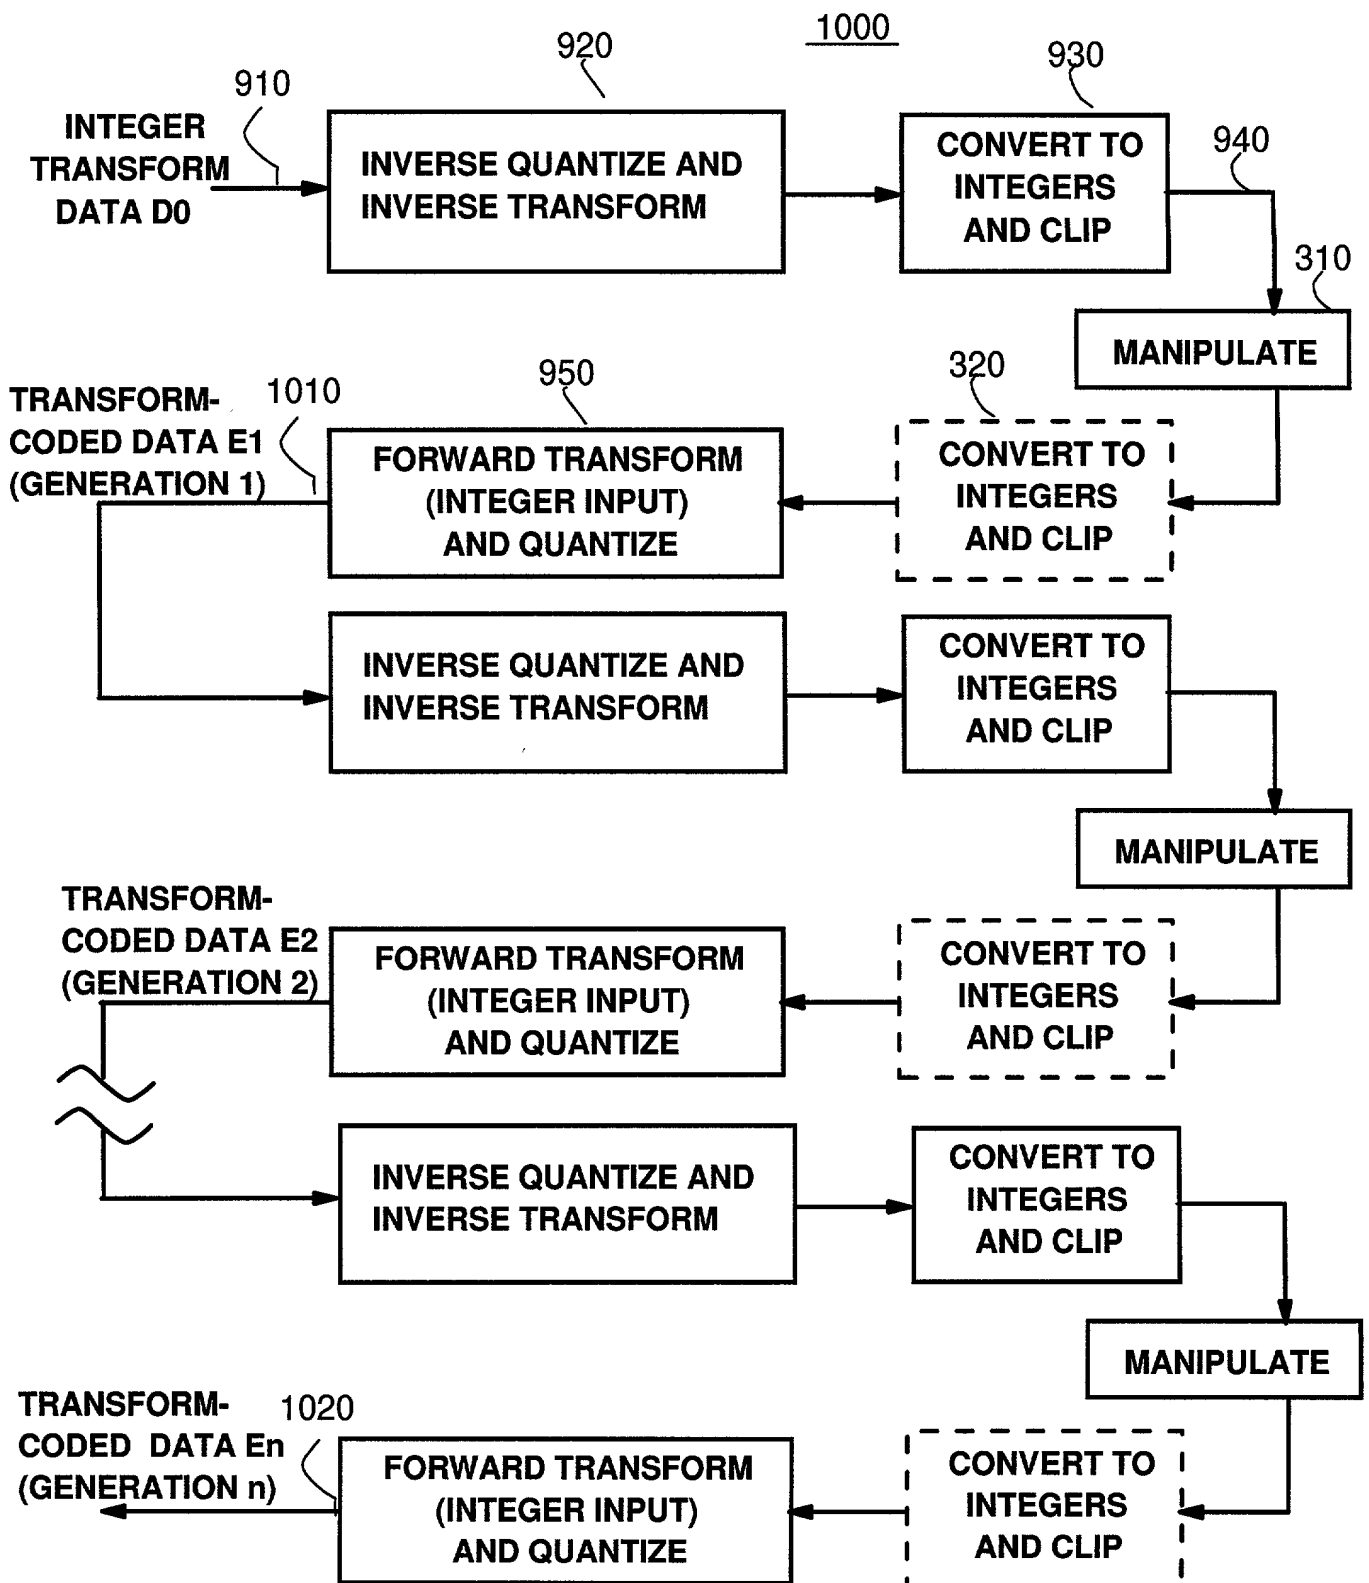 1000
920
930
910
940
INTEGER
TRANSFORM
DATA D0
INVERSE QUANTIZE AND
INVERSE TRANSFORM
CONVERT TO
INTEGERS
AND CLIP
310
MANIPULATE
TRANSFORM-
CODED DATA E1
(GENERATION 1)
1010
950
320
FORWARD TRANSFORM
(INTEGER INPUT)
AND QUANTIZE
CONVERT TO
INTEGERS
AND CLIP
INVERSE QUANTIZE AND
INVERSE TRANSFORM
CONVERT TO
INTEGERS
AND CLIP
MANIPULATE
TRANSFORM-
CODED DATA E2
(GENERATION 2)
FORWARD TRANSFORM
(INTEGER INPUT)
AND QUANTIZE
CONVERT TO
INTEGERS
AND CLIP
INVERSE QUANTIZE AND
INVERSE TRANSFORM
CONVERT TO
INTEGERS
AND CLIP
MANIPULATE
TRANSFORM-
CODED DATA En
(GENERATION n)
1020
FORWARD TRANSFORM
(INTEGER INPUT)
AND QUANTIZE
CONVERT TO
INTEGERS
AND CLIP